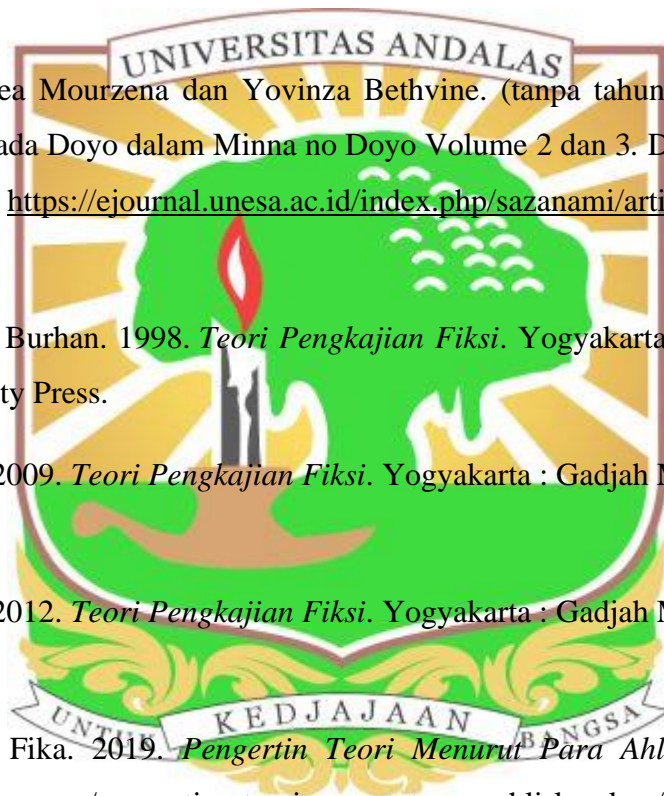 UNIVERSITAS ANDALAS
ea Mourzena dan Yovinza Bethvine. (tanpa tahun
ada Doyo dalam Minna no Doyo Volume 2 dan 3. D
https://ejournal.unesa.ac.id/index.php/sazanami/arti
Burhan. 1998. Teori Pengkajian Fiksi. Yogyakarta
ty Press.
2009. Teori Pengkajian Fiksi. Yogyakarta : Gadjah M
2012. Teori Pengkajian Fiksi. Yogyakarta : Gadjah M
UNTUK KEDJAJAAN BANGSA
Fika. 2019. Pengertin Teori Menurut Para Ahl